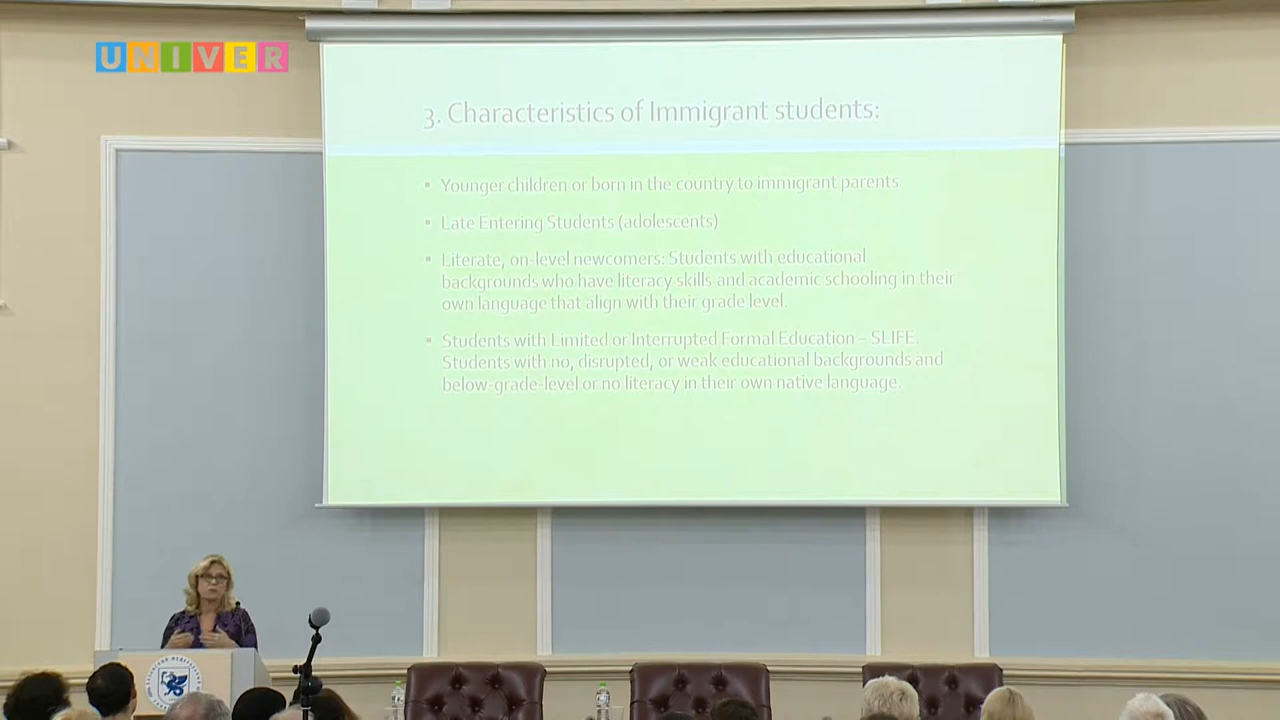 UNIVER
3. Characteristics of Immigrant students:
Younger children or born in the country to immigrant parents
Late Entering Students (adolescents)
Literate, on-level newcomers: Students with educational
backgrounds who have literacy skills and academic schooling in their
own language that align with their grade level.
Students with Limited or Interrupted Formal Education – SLIFE.
Students with no, disrupted, or weak educational backgrounds and
below-grade-level or no literacy in their own native language.